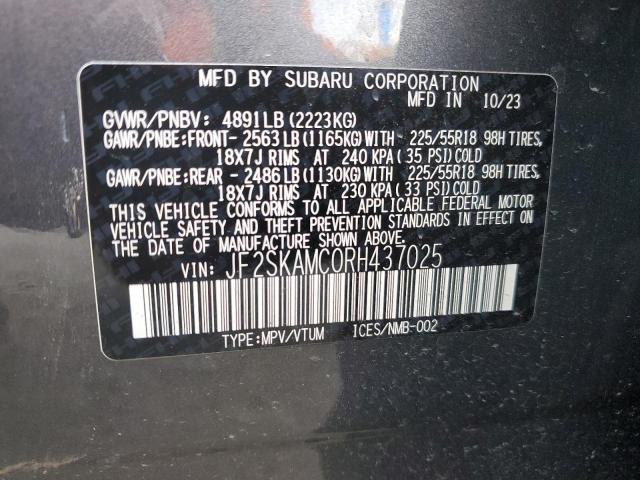 MFD BY SUBARU CORPORATION
MFD IN 10/23
GVWR/PNBV: 4891LB(2223KG)
GAWR/PNBE:FRONT-2563LB(1165KG)WITH- 225/55R18 98H TIRES,
18X7J RIMS AT 240 KPA(35 PSI)COLD
GAWR/PNBE:REAR -2486LB(1130KG)WITH- 225/55R18 98H TIRES,
18X7J RIMS AT 230 KPA(33 PSI)COLD
THIS VEHICLE CONFORMS TO ALL APPLICABLE FEDERAL MOTOR
VEHICLE SAFETY AND THEFT PREVENTION STANDARDS IN EFFECT ON
THE DATE OF MANUFACTURE SHOWN ABOVE.
VIN: JF2SKAMC0RH437025
TYPE:MPV/VTUM ICES/NMB-002